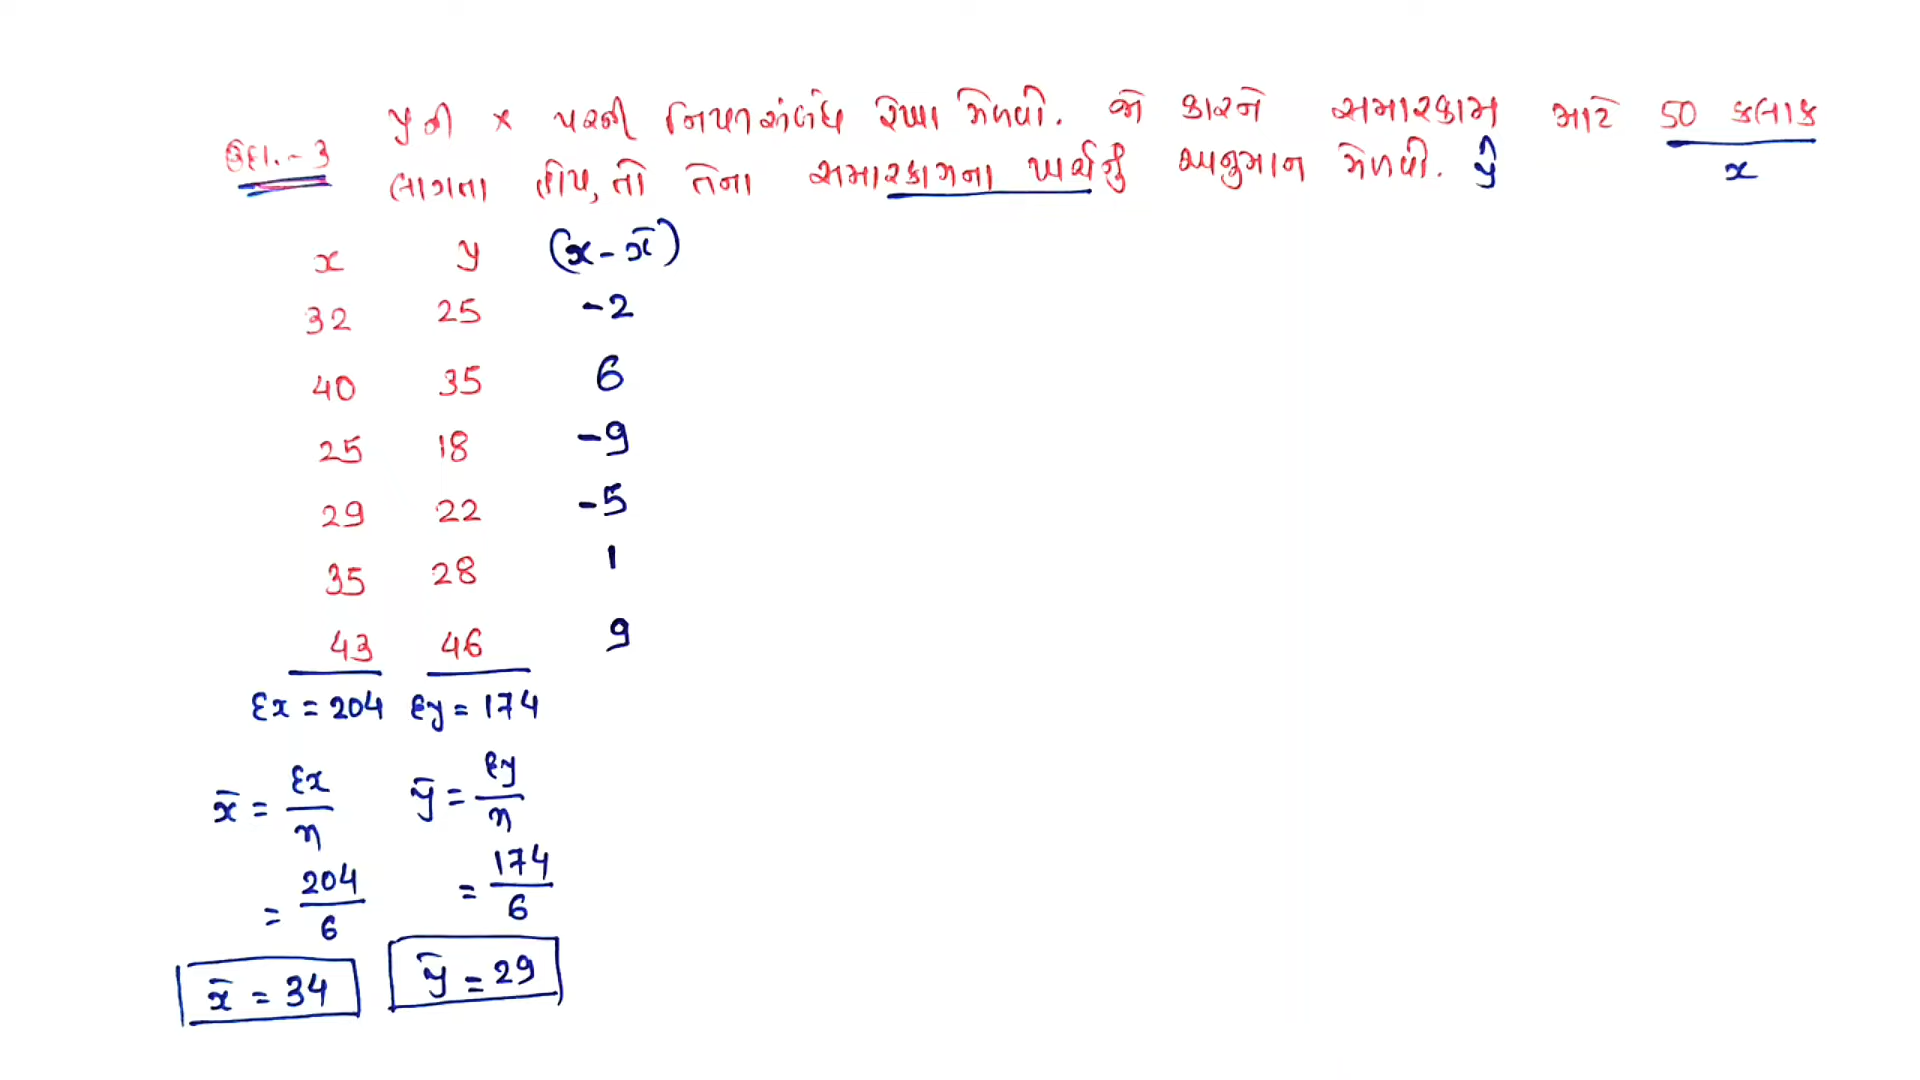 ઉદા.-3
y ની x પરની નિયતસંબંધ રેખા મેળવો. જો કારને સમારકામ માટે 50 કલાક
લાગતા હોય, તો તેના સમારકામના ખર્ચનું અનુમાન મેળવો. ŷ x
x y (x - x̄)
32 25 -2
40 35 6
25 18 -9
29 22 -5
35 28 1
43 46 9
Σx = 204 Σy = 174
x̄ = Σx/n ȳ = Σy/n
= 204/6 = 174/6
x̄ = 34 ȳ = 29